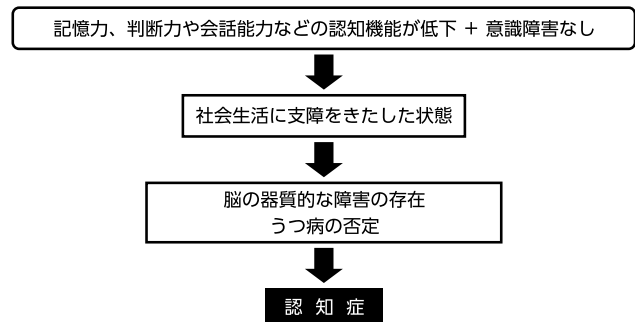 記憶力、判断力や会話能力などの認知機能が低下 + 意識障害なし
社会生活に支障をきたした状態
脳の器質的な障害の存在
うつ病の否定
認 知 症